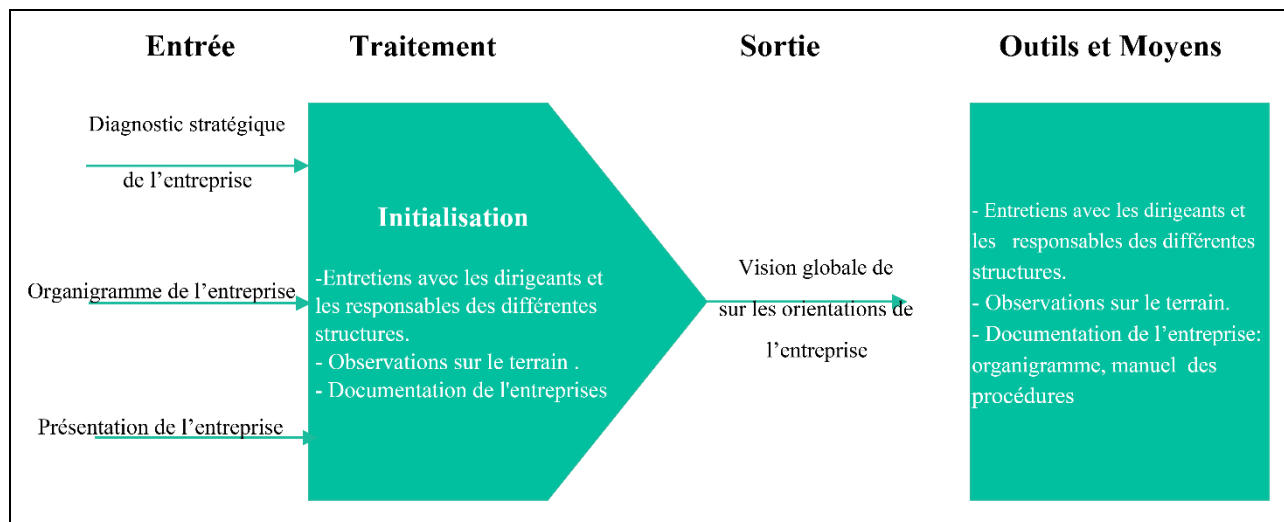 Entrée
Traitement
Sortie
Outils et Moyens
Diagnostic stratégique
de l’entreprise
Organigramme de l’entreprise
Présentation de l’entreprise
Initialisation
-Entretiens avec les dirigeants et
les responsables des différentes
structures.
- Observations sur le terrain .
- Documentation de l'entreprises
Vision globale de
sur les orientations de
l’entreprise
- Entretiens avec les dirigeants et
les responsables des différentes
structures.
- Observations sur le terrain.
- Documentation de l’entreprise:
organigramme, manuel des
procédures